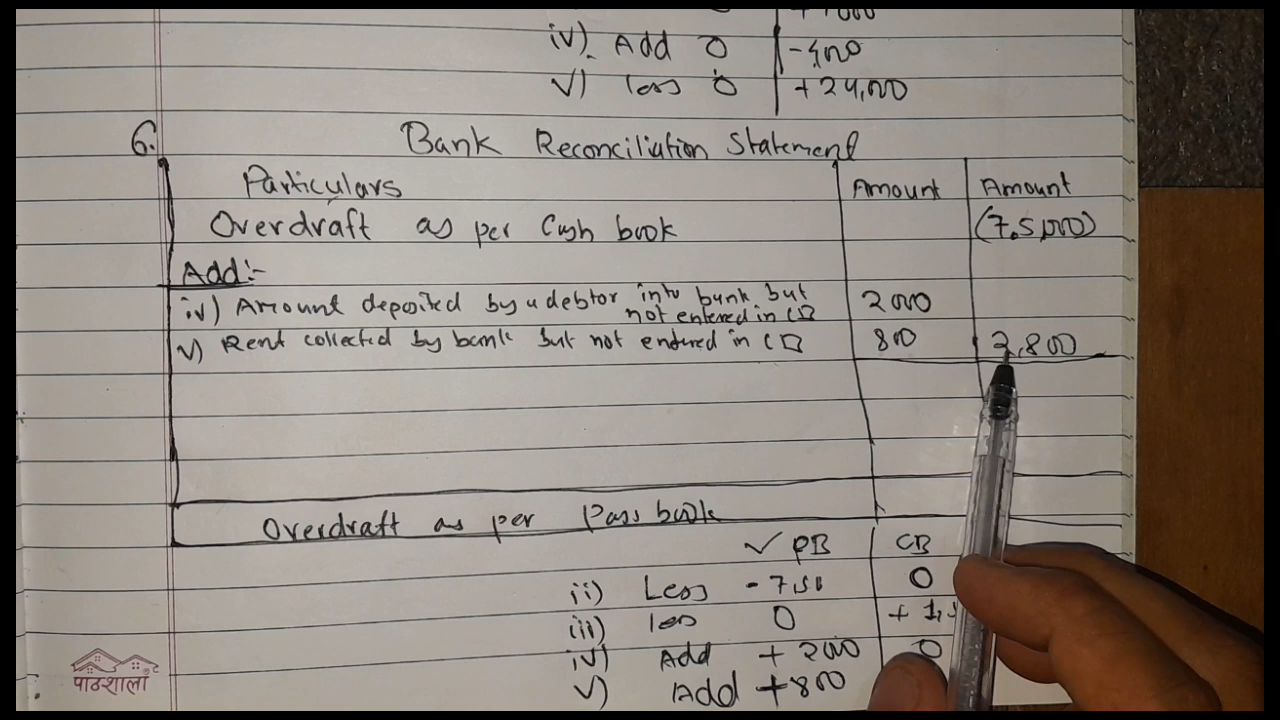 iv). Add 0 -400
v) less 0 +24,000
6. Bank Reconciliation Statement
Particulars Amount Amount
Overdraft as per Cash book (7,5000)
Add:-
iv) Amount deposited by a debtor into bank but not entered in CB 2000
v) Rent collected by bank but not entered in CB 800 2,800
Overdraft as per Pass book
✓ PB CB
ii) Less -750 0
iii) less 0
iv) Add +2000 0
v) Add +800
पाठशाला